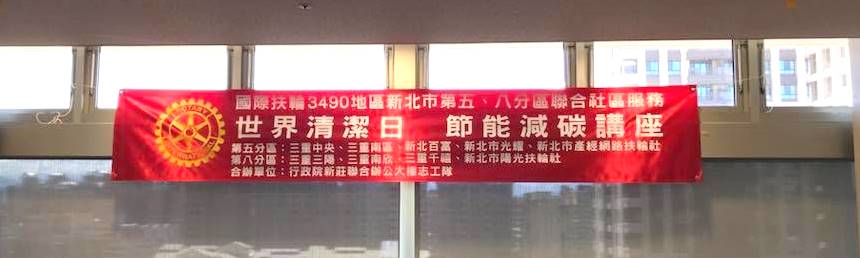 國際扶輪3490地區新北市第五、八分區聯合社區服務
世界清潔日 節能減碳講座
第五分區：三重中央、三重南區、新北百富、新北市光耀、新北市產經網路扶輪社
第八分區：三重三陽、三重南欣、三重千禧、新北市陽光扶輪社
合辦單位：行政院新莊聯合辦公大樓志工隊
ROTARY
INTERNATIONAL